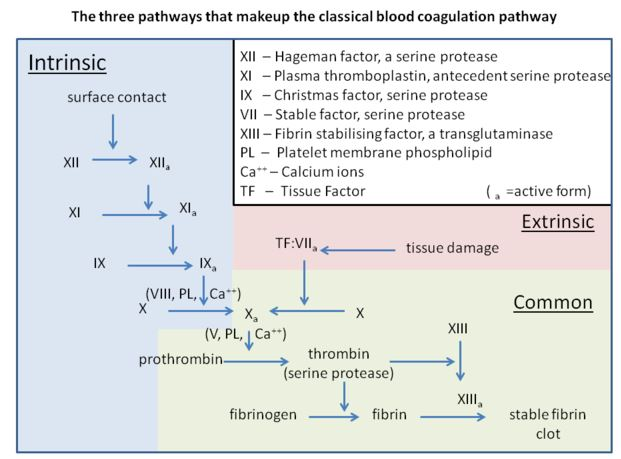 The three pathways that makeup the classical blood coagulation pathway
Intrinsic
XII – Hageman factor, a serine protease
XI – Plasma thromboplastin, antecedent serine protease
IX – Christmas factor, serine protease
VII – Stable factor, serine protease
XIII – Fibrin stabilising factor, a transglutaminase
PL – Platelet membrane phospholipid
Ca⁺⁺ – Calcium ions
TF – Tissue Factor ( ₐ =active form)
surface contact
XII XIIₐ
XI XIₐ
Extrinsic
TF:VIIₐ tissue damage
IX IXₐ
Common
(VIII, PL, Ca⁺⁺)
X Xₐ X
(V, PL, Ca⁺⁺)
XIII
prothrombin thrombin
(serine protease)
XIIIₐ
fibrinogen fibrin stable fibrin
clot